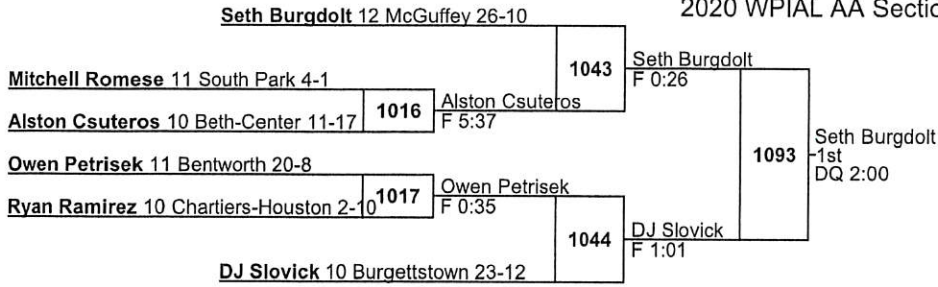 2020 WPIAL AA Sectio
Seth Burgdolt 12 McGuffey 26-10
1043
Seth Burgdolt
F 0:26
Mitchell Romese 11 South Park 4-1
1016
Alston Csuteros
F 5:37
Alston Csuteros 10 Beth-Center 11-17
1093
Seth Burgdolt
1st
DQ 2:00
Owen Petrisek 11 Bentworth 20-8
1017
Owen Petrisek
F 0:35
Ryan Ramirez 10 Chartiers-Houston 2-10
1044
DJ Slovick
F 1:01
DJ Slovick 10 Burgettstown 23-12